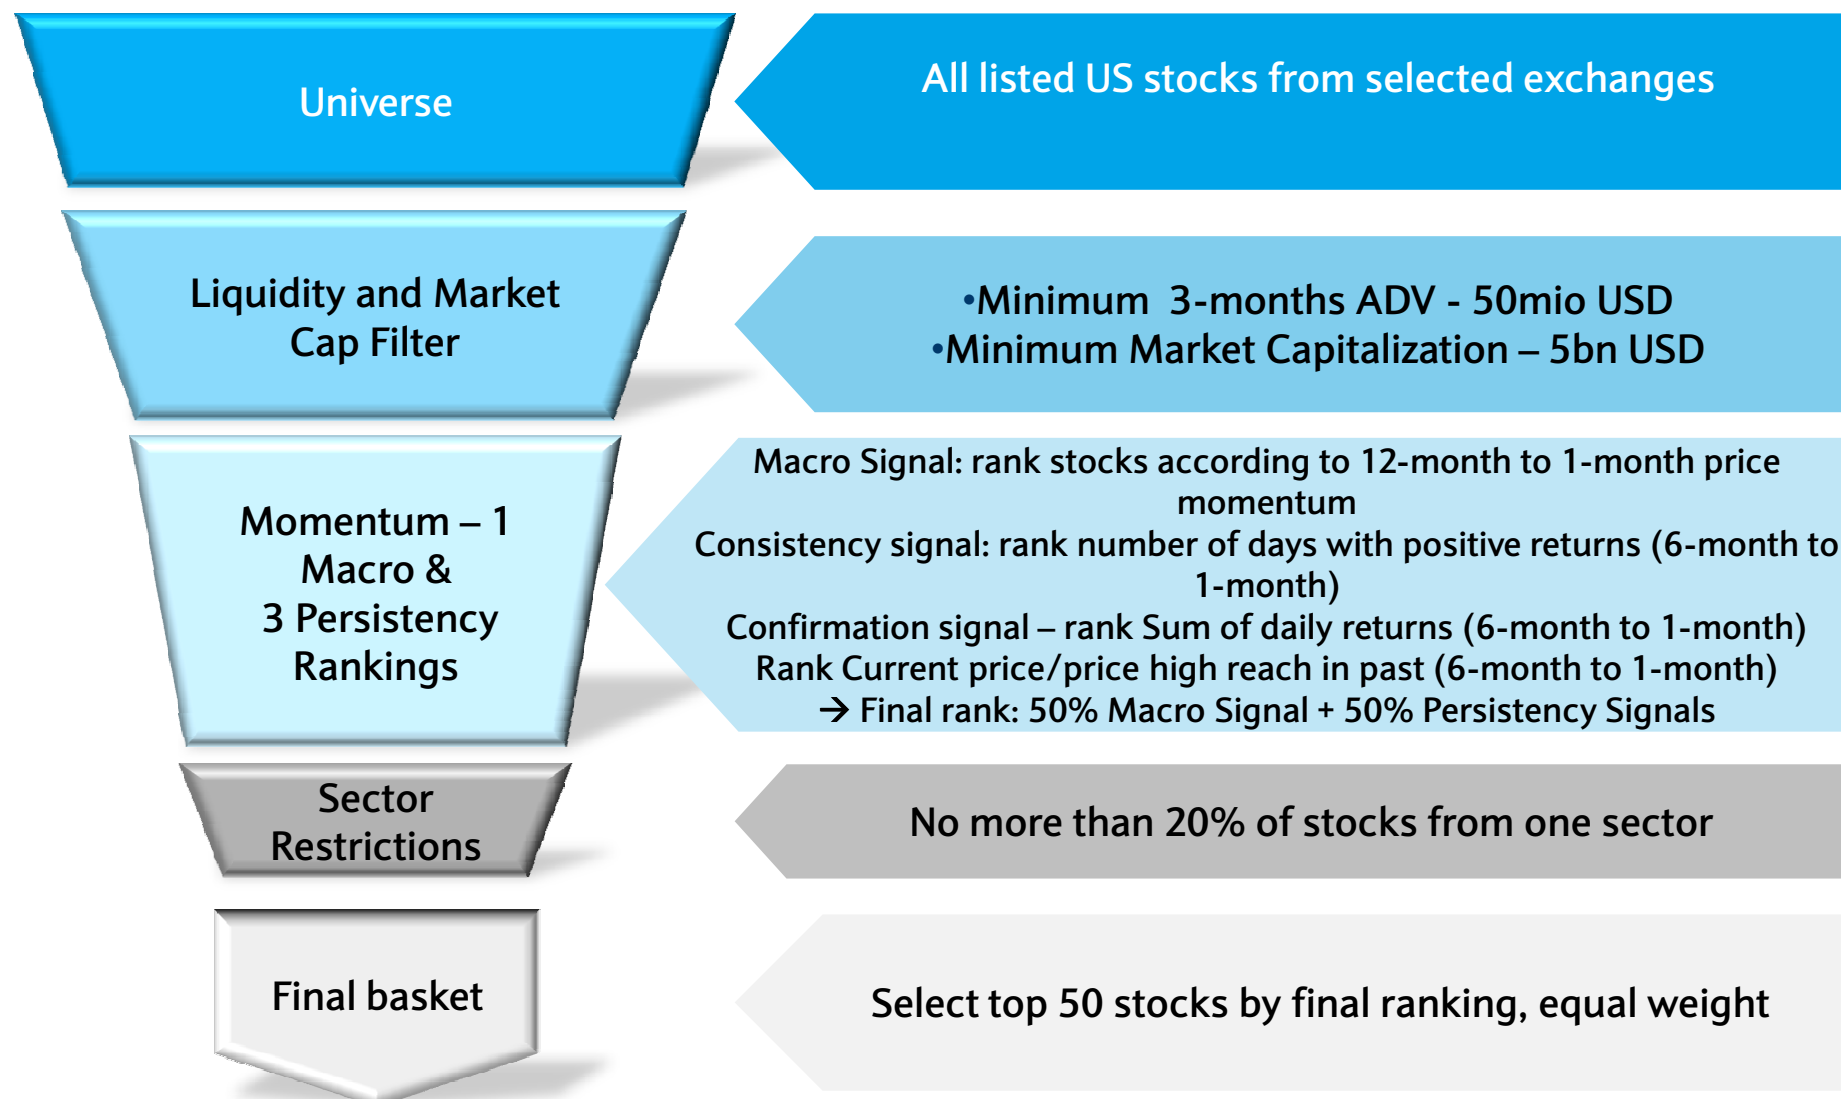 Universe
All listed US stocks from selected exchanges
Liquidity and Market
Cap Filter
•Minimum 3-months ADV - 50mio USD
•Minimum Market Capitalization – 5bn USD
Momentum – 1
Macro &
3 Persistency
Rankings
Macro Signal: rank stocks according to 12-month to 1-month price
momentum
Consistency signal: rank number of days with positive returns (6-month to
1-month)
Confirmation signal – rank Sum of daily returns (6-month to 1-month)
Rank Current price/price high reach in past (6-month to 1-month)
→ Final rank: 50% Macro Signal + 50% Persistency Signals
Sector
Restrictions
No more than 20% of stocks from one sector
Final basket
Select top 50 stocks by final ranking, equal weight